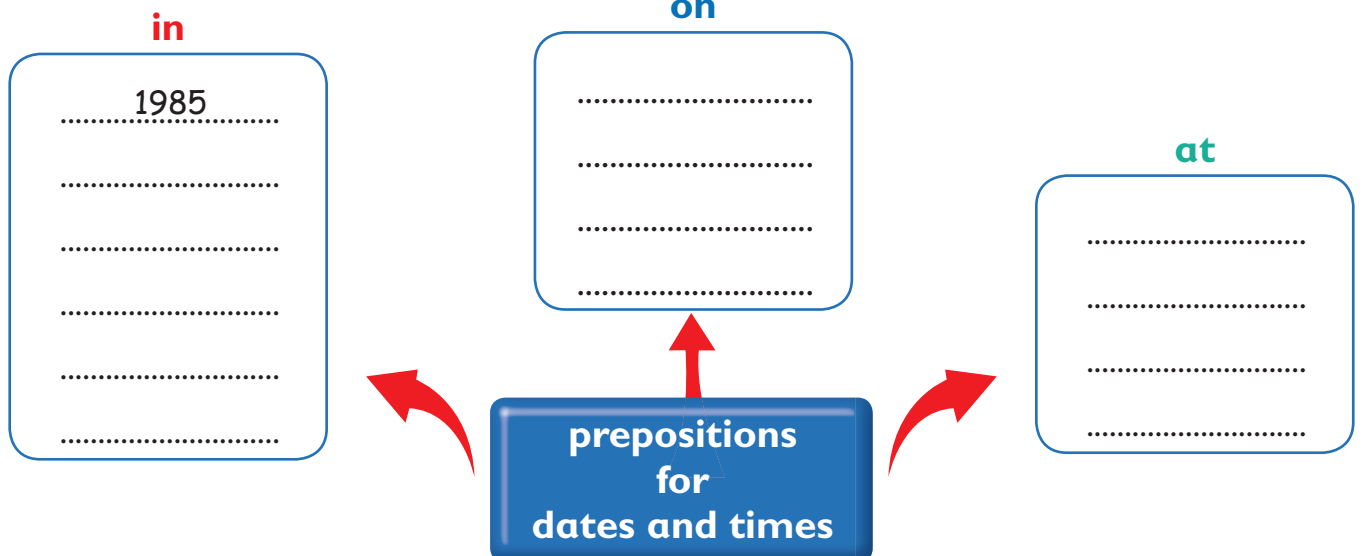 in
1985
on
at
prepositions
for
dates and times